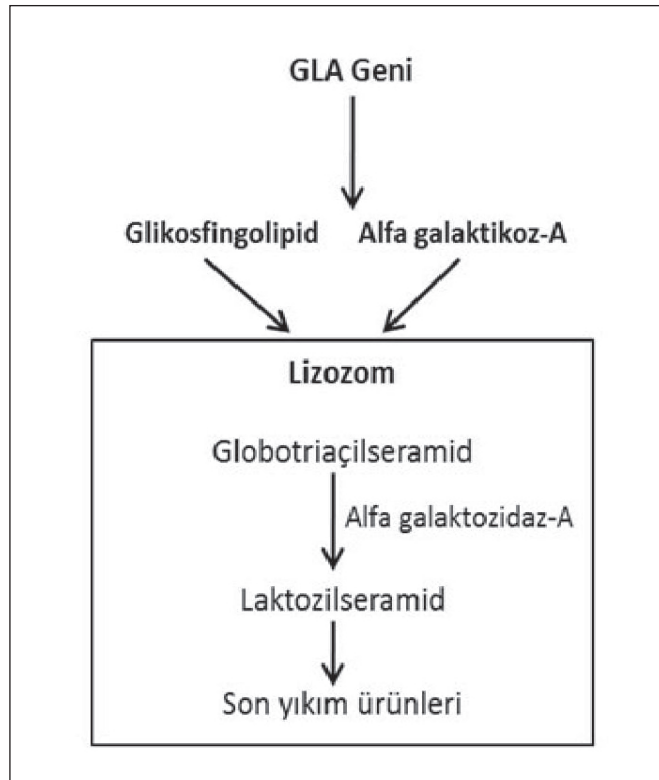 GLA Geni
Glikosfingolipid Alfa galaktikoz-A
Lizozom
Globotriaçilseramid
Alfa galaktozidaz-A
Laktozilseramid
Son yıkım ürünleri